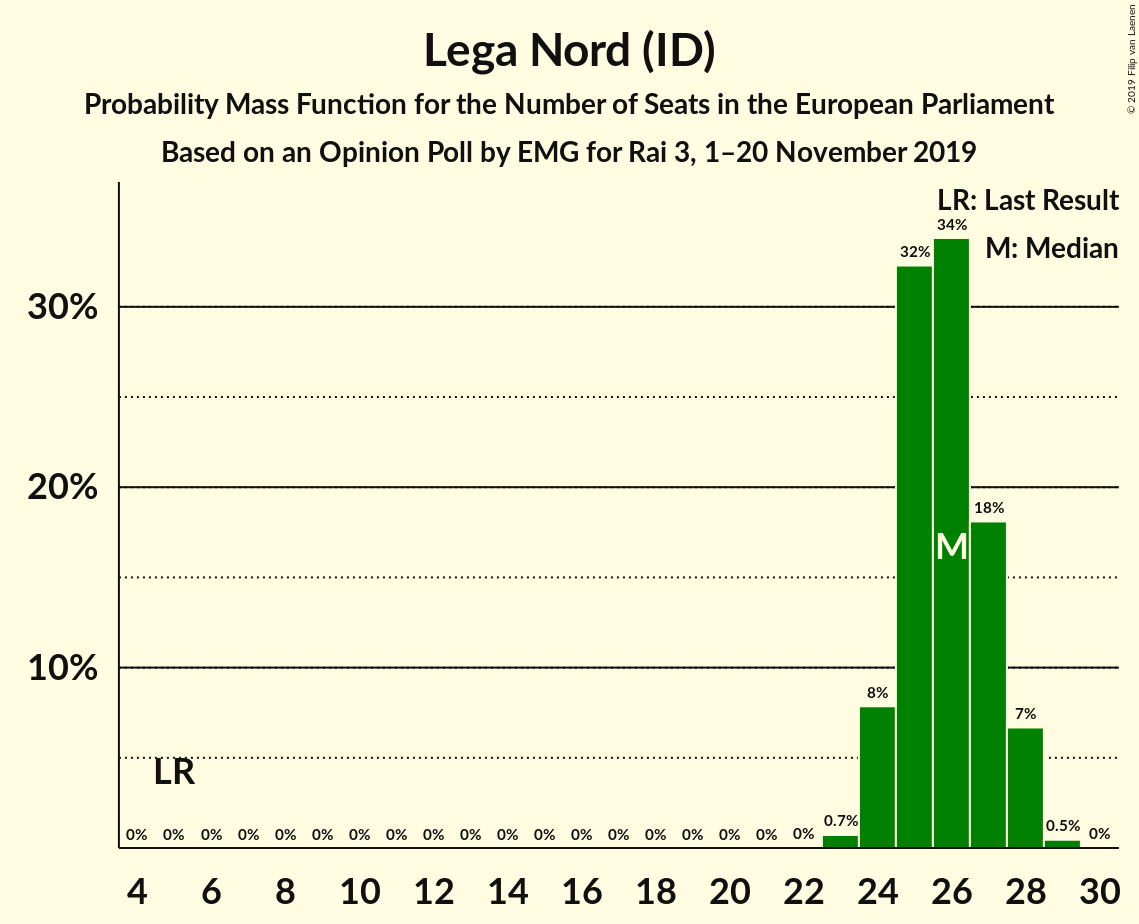 Lega Nord (ID)
Probability Mass Function for the Number of Seats in the European Parliament
Based on an Opinion Poll by EMG for Rai 3, 1–20 November 2019
© 2019 Filip van Laenen
LR: Last Result
M: Median
34%
32%
30%
20%
18%
M
10%
8%
7%
LR
0% 0% 0% 0% 0% 0% 0% 0% 0% 0% 0% 0% 0% 0% 0% 0% 0% 0% 0% 0.7% 0.5% 0%
4 6 8 10 12 14 16 18 20 22 24 26 28 30